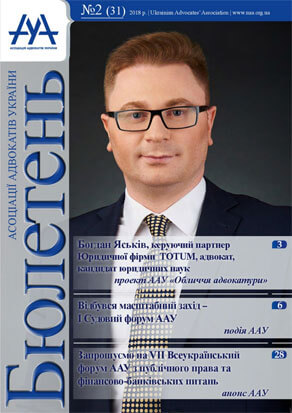 №2 (31)
2018 р. | Ukrainian Advocates' Association | www.uaa.org.ua
ААУ
АСОЦІАЦІЯ АДВОКАТІВ УКРАЇНИ
АСОЦІАЦІЇ АДВОКАТІВ УКРАЇНИ
Бюлетень
Богдан Яськів, керуючий партнер 3
Юридичної фірми TOTUM, адвокат,
кандидат юридичних наук
проект ААУ «Обличчя адвокатури»
Відбувся масштабний захід – 6
І Судовий форум ААУ
подія ААУ
Запрошуємо на VII Всеукраїнський 28
форум ААУ з публічного права та
фінансово-банківських питань
анонс ААУ